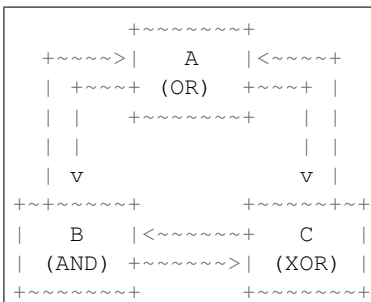 +~~~~~~~+
+~~~~>|   A   |<~~~~+
| +~~~+ (OR)  +~~~+ |
| |   +~~~~~~~+   | |
| |               | |
| v               v |
+~+~~~~~+       +~~~~~+~+
|   B   |<~~~~~~+   C   |
| (AND) +~~~~~~>| (XOR) |
+~~~~~~~+       +~~~~~~~+